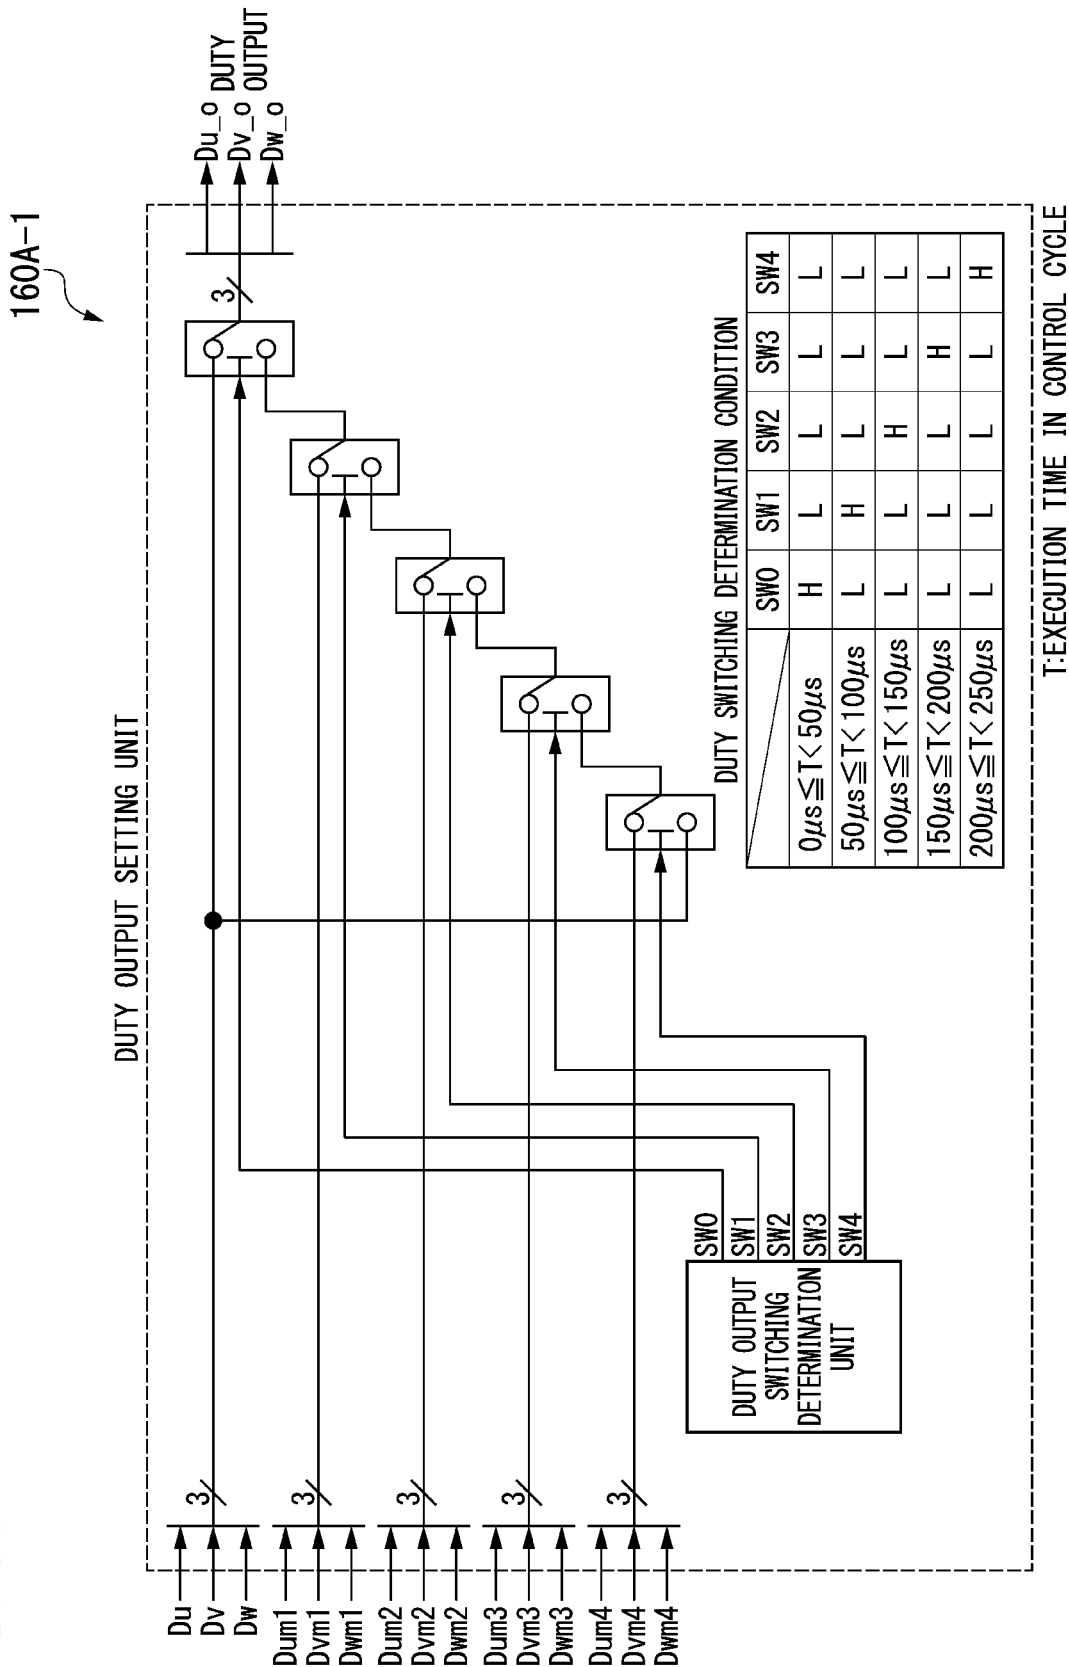 160A-1
DUTY OUTPUT SETTING UNIT
Du
Dv
Dw
Dum1
Dvm1
Dwm1
Dum2
Dvm2
Dwm2
Dum3
Dvm3
Dwm3
Dum4
Dvm4
Dwm4
3
3
3
3
3
DUTY OUTPUT
SWITCHING
DETERMINATION
UNIT
SW0
SW1
SW2
SW3
SW4
3
Du_o DUTY
Dv_o OUTPUT
Dw_o
DUTY SWITCHING DETERMINATION CONDITION
SW0 SW1 SW2 SW3 SW4
0μs≦T<50μs H L L L L
50μs≦T<100μs L H L L L
100μs≦T<150μs L L H L L
150μs≦T<200μs L L L H L
200μs≦T<250μs L L L L H
T:EXECUTION TIME IN CONTROL CYCLE